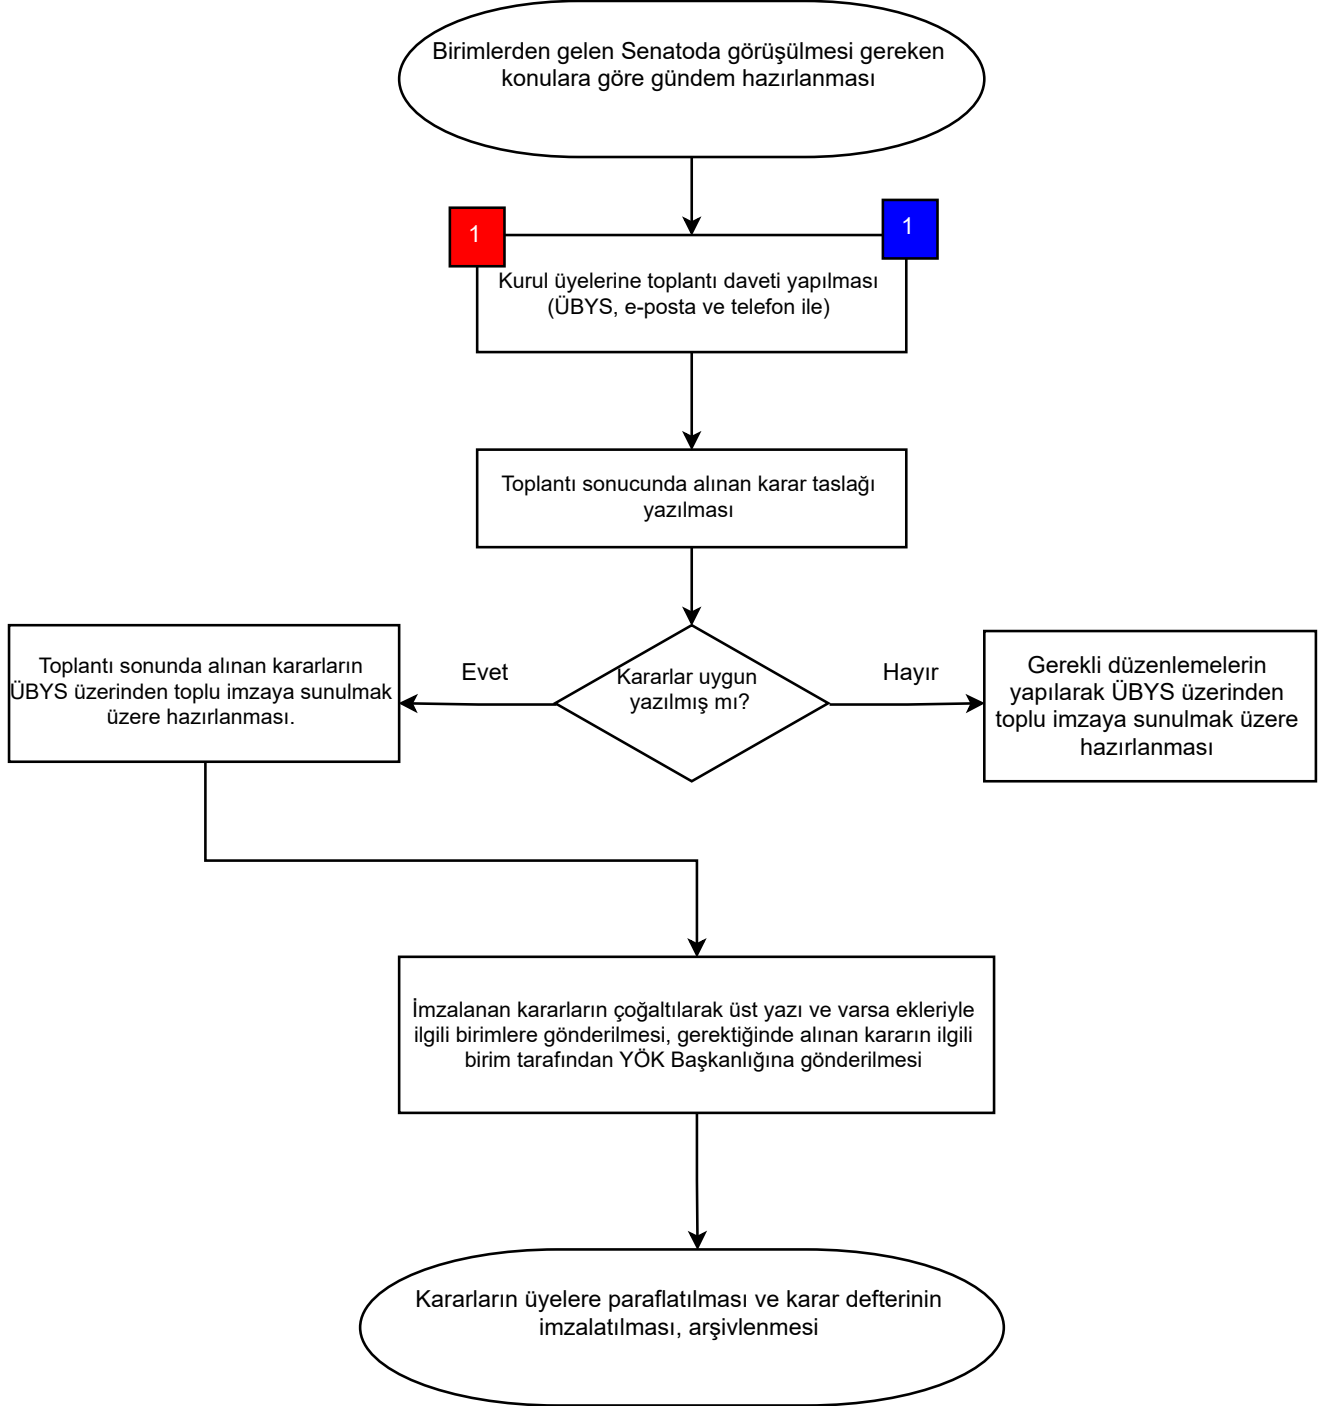 Birimlerden gelen Senatoda görüşülmesi gereken
konulara göre gündem hazırlanması
1
1
Kurul üyelerine toplantı daveti yapılması
(ÜBYS, e-posta ve telefon ile)
Toplantı sonucunda alınan karar taslağı
yazılması
Toplantı sonunda alınan kararların
ÜBYS üzerinden toplu imzaya sunulmak
üzere hazırlanması.
Evet
Kararlar uygun
yazılmış mı?
Hayır
Gerekli düzenlemelerin
yapılarak ÜBYS üzerinden
toplu imzaya sunulmak üzere
hazırlanması
İmzalanan kararların çoğaltılarak üst yazı ve varsa ekleriyle
ilgili birimlere gönderilmesi, gerektiğinde alınan kararın ilgili
birim tarafından YÖK Başkanlığına gönderilmesi
Kararların üyelere paraflatılması ve karar defterinin
imzalatılması, arşivlenmesi